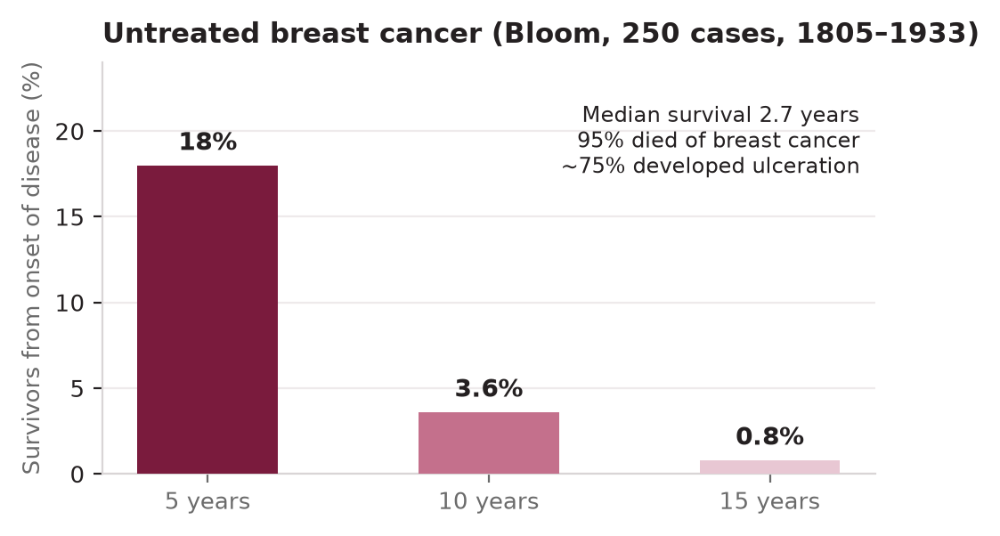 Untreated breast cancer (Bloom, 250 cases, 1805–1933)
Survivors from onset of disease (%)
Median survival 2.7 years
95% died of breast cancer
~75% developed ulceration
20
15
10
5
0
18%
3.6%
0.8%
5 years
10 years
15 years